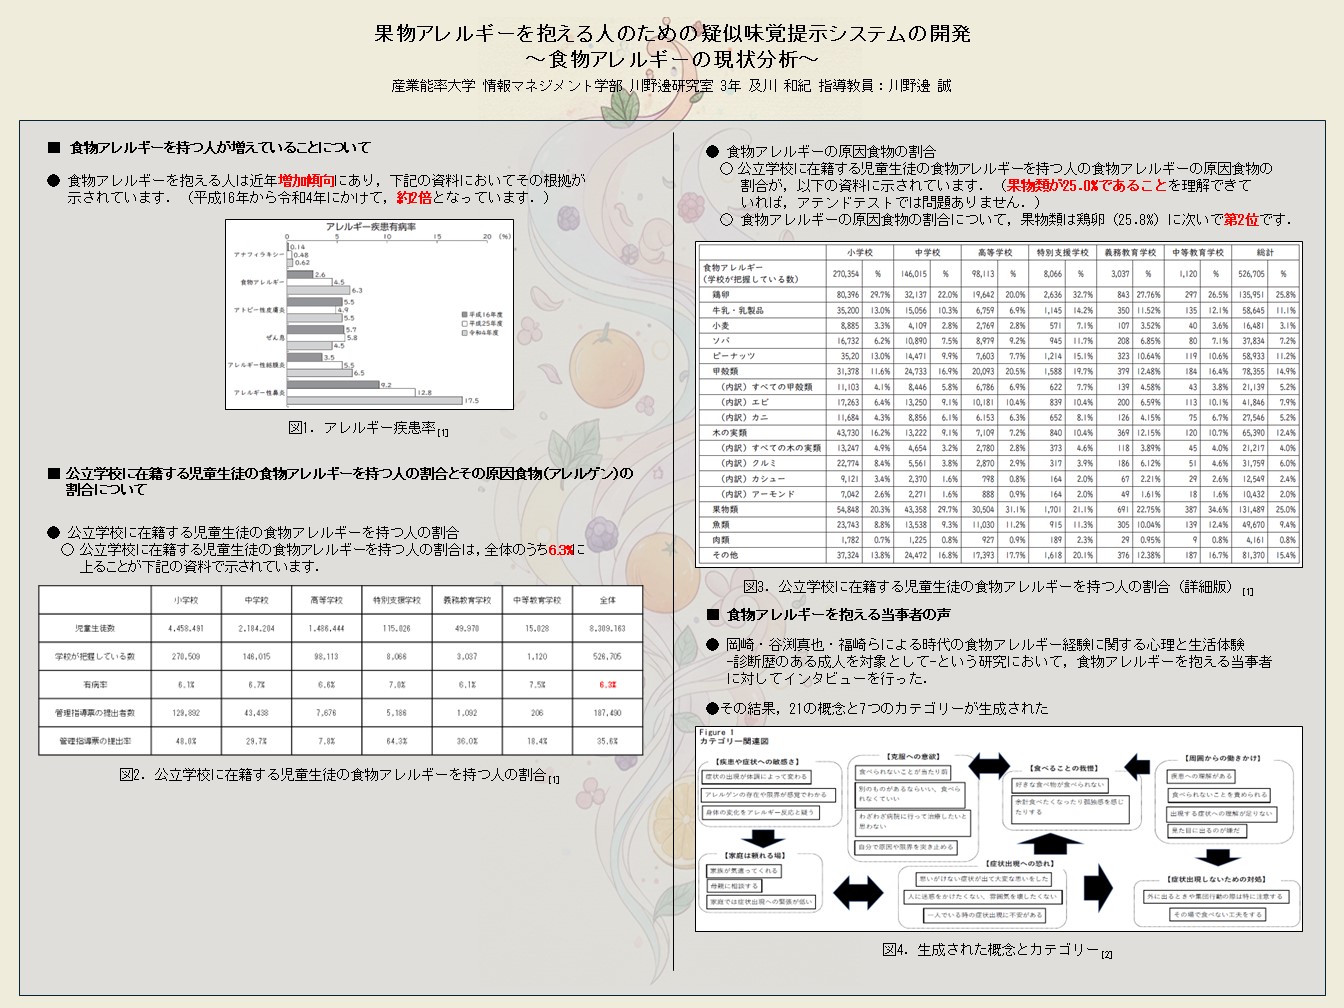 果物アレルギーを抱える人のための疑似味覚提示システムの開発
～食物アレルギーの現状分析～
産業能率大学 情報マネジメント学部 川野邊研究室 3年 及川 和紀 指導教員：川野邊 誠
■ 食物アレルギーを持つ人が増えていることについて
● 食物アレルギーを抱える人は近年増加傾向にあり，下記の資料においてその根拠が
示されています．（平成16年から令和4年にかけて，約2倍となっています．）
アレルギー疾患有病率
0 5 10 15 20 (%)
アナフィラキシー 0.14 0.48 0.62
食物アレルギー 2.6 4.5 6.3
アトピー性皮膚炎 5.5 4.9 5.5
ぜん息 5.7 5.8 4.5
アレルギー性結膜炎 3.5 5.5 6.5
アレルギー性鼻炎 9.2 12.8 17.5
平成16年度
平成25年度
令和4年度
図1．アレルギー疾患率[1]
■ 公立学校に在籍する児童生徒の食物アレルギーを持つ人の割合とその原因食物(アレルゲン)の
割合について
● 公立学校に在籍する児童生徒の食物アレルギーを持つ人の割合
○ 公立学校に在籍する児童生徒の食物アレルギーを持つ人の割合は，全体のうち6.3%に
上ることが下記の資料で示されています．
小学校 中学校 高等学校 特別支援学校 義務教育学校 中等教育学校 全体
児童生徒数 4,458,491 2,184,204 1,486,444 115,026 49,970 15,028 8,309,163
学校が把握している数 270,509 146,015 98,113 8,066 3,037 1,120 526,705
有病率 6.1% 6.7% 6.6% 7.0% 6.1% 7.5% 6.3%
管理指導票の提出者数 129,892 43,438 7,676 5,186 1,092 206 187,490
管理指導票の提出率 48.0% 29.7% 7.8% 64.3% 36.0% 18.4% 35.6%
図2．公立学校に在籍する児童生徒の食物アレルギーを持つ人の割合[1]
● 食物アレルギーの原因食物の割合
○ 公立学校に在籍する児童生徒の食物アレルギーを持つ人の食物アレルギーの原因食物の
割合が，以下の資料に示されています．（果物類が25.0%であることを理解できて
いれば，アテンドテストでは問題ありません．）
○ 食物アレルギーの原因食物の割合について，果物類は鶏卵（25.8%）に次いで第2位です．
小学校 中学校 高等学校 特別支援学校 義務教育学校 中等教育学校 総計
食物アレルギー
（学校が把握している数） 270,354 % 146,015 % 98,113 % 8,066 % 3,037 % 1,120 % 526,705 %
鶏卵 80,396 29.7% 32,137 22.0% 19,642 20.0% 2,636 32.7% 843 27.76% 297 26.5% 135,951 25.8%
牛乳・乳製品 35,200 13.0% 15,056 10.3% 6,759 6.9% 1,145 14.2% 350 11.52% 135 12.1% 58,645 11.1%
小麦 8,885 3.3% 4,109 2.8% 2,769 2.8% 571 7.1% 107 3.52% 40 3.6% 16,481 3.1%
ソバ 16,732 6.2% 10,890 7.5% 8,979 9.2% 945 11.7% 208 6.85% 80 7.1% 37,834 7.2%
ピーナッツ 35,20 13.0% 14,471 9.9% 7,603 7.7% 1,214 15.1% 323 10.64% 119 10.6% 58,933 11.2%
甲殻類 31,378 11.6% 24,733 16.9% 20,093 20.5% 1,588 19.7% 379 12.48% 184 16.4% 78,355 14.9%
（内訳）すべての甲殻類 11,103 4.1% 8,446 5.8% 6,786 6.9% 622 7.7% 139 4.58% 43 3.8% 21,139 5.2%
（内訳）エビ 17,263 6.4% 13,250 9.1% 10,181 10.4% 839 10.4% 200 6.59% 113 10.1% 41,846 7.9%
（内訳）カニ 11,684 4.3% 8,856 6.1% 6,153 6.3% 652 8.1% 126 4.15% 75 6.7% 27,546 5.2%
木の実類 43,730 16.2% 13,222 9.1% 7,109 7.2% 840 10.4% 369 12.15% 120 10.7% 65,390 12.4%
（内訳）すべての木の実類 13,247 4.9% 4,654 3.2% 2,780 2.8% 373 4.6% 118 3.89% 45 4.0% 21,217 4.0%
（内訳）クルミ 22,774 8.4% 5,561 3.8% 2,870 2.9% 317 3.9% 186 6.12% 51 4.6% 31,759 6.0%
（内訳）カシュー 9,121 3.4% 2,370 1.6% 798 0.8% 164 2.0% 67 2.21% 29 2.6% 12,549 2.4%
（内訳）アーモンド 7,042 2.6% 2,271 1.6% 888 0.9% 164 2.0% 49 1.61% 18 1.6% 10,432 2.0%
果物類 54,848 20.3% 43,358 29.7% 30,504 31.1% 1,701 21.1% 691 22.75% 387 34.6% 131,489 25.0%
魚類 23,743 8.8% 13,538 9.3% 11,030 11.2% 915 11.3% 305 10.04% 139 12.4% 49,670 9.4%
肉類 1,782 0.7% 1,225 0.8% 927 0.9% 189 2.3% 29 0.95% 9 0.8% 4,161 0.8%
その他 37,324 13.8% 24,472 16.8% 17,393 17.7% 1,618 20.1% 376 12.38% 187 16.7% 81,370 15.4%
図3．公立学校に在籍する児童生徒の食物アレルギーを持つ人の割合（詳細版）[1]
■ 食物アレルギーを抱える当事者の声
● 岡崎・谷渕真也・福崎らによる時代の食物アレルギー経験に関する心理と生活体験
-診断歴のある成人を対象として-という研究において，食物アレルギーを抱える当事者
に対してインタビューを行った．
●その結果，21の概念と7つのカテゴリーが生成された
Figure 1
カテゴリー関連図
【疾患や症状への敏感さ】
症状の出現が体調によって変わる
アレルゲンの存在や限界が感覚でわかる
身体の変化をアレルギー反応と疑う
【克服への意欲】
食べられないことが当たり前
別のものがあるならいい、食べら
れなくていい
わざわざ病院に行って治療したいと
思わない
自分で原因や限界を突き止める
【食べることの我慢】
好きな食べ物が食べられない
余計食べたくなったり孤独感を感じ
たりする
【周囲からの働きかけ】
疾患への理解がある
食べられないことを責められる
出現する症状への理解が足りない
見た目に出るのが嫌だ
【家庭は頼れる場】
家族が気遣ってくれる
母親に相談する
家庭では症状出現への緊張が低い
【症状出現への恐れ】
思いがけない症状が出て大変な思いをした
人に迷惑をかけたくない、雰囲気を壊したくない
一人でいる時の症状出現に不安がある
【症状出現しないための対処】
外に出るときや集団行動の際は特に注意する
その場で食べない工夫をする
図4．生成された概念とカテゴリー[2]